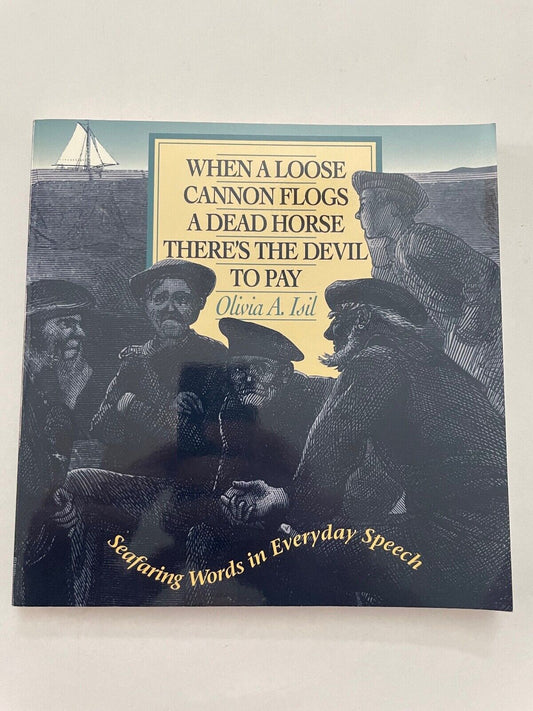 WHEN A LOOSE
CANNON FLOGS
A DEAD HORSE
THERE'S THE DEVIL
TO PAY
Olivia A. Isil
Seafaring Words in Everyday Speech